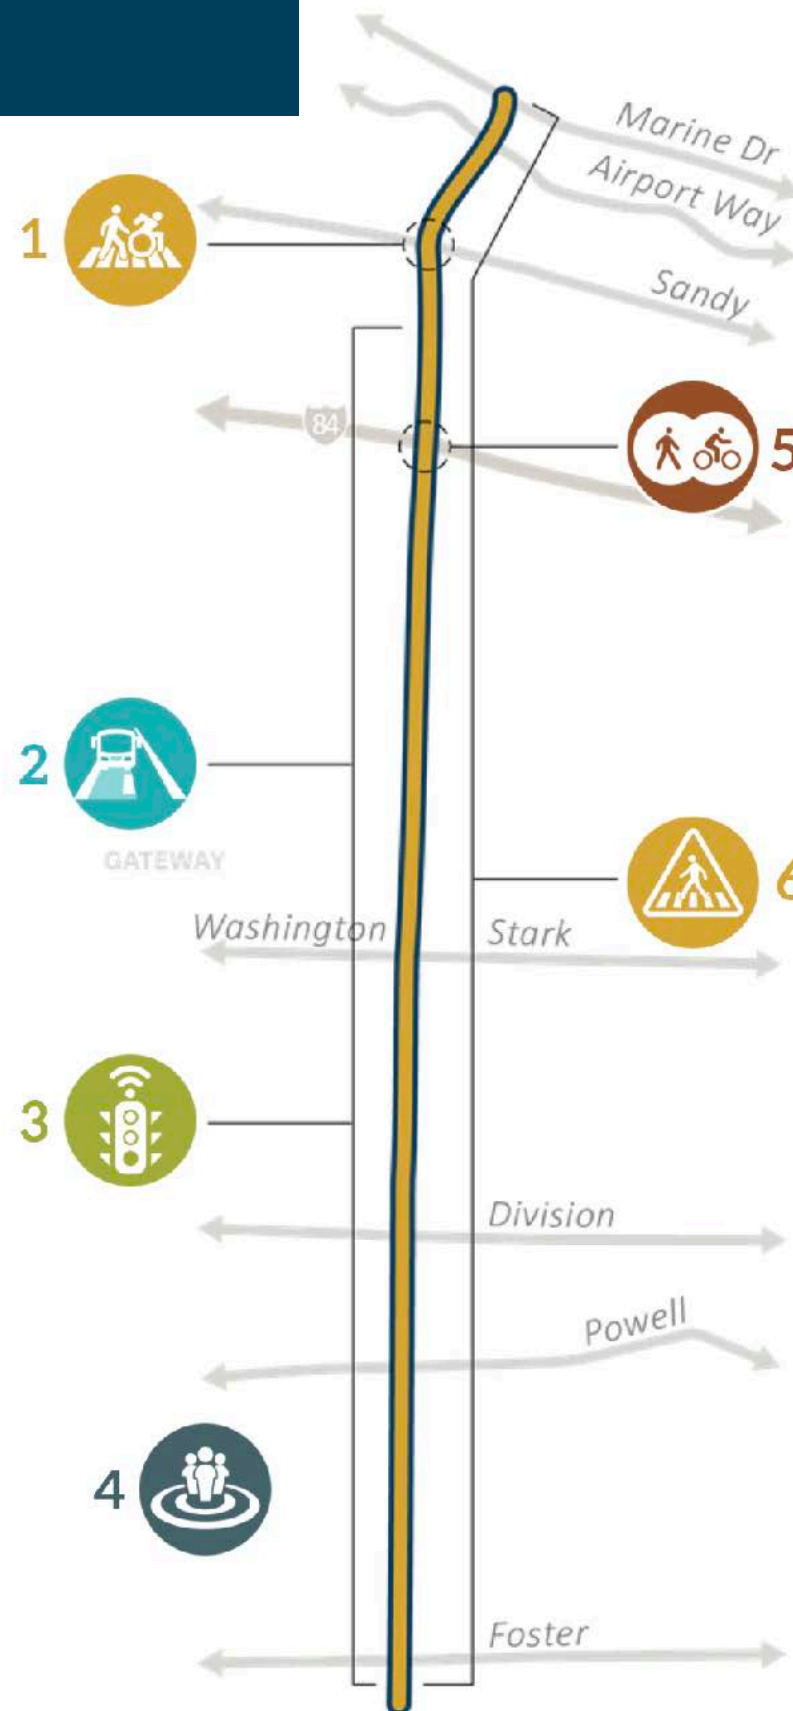 Marine Dr
Airport Way
1
Sandy
84
5
2
GATEWAY
6
Washington
Stark
3
Division
Powell
4
Foster